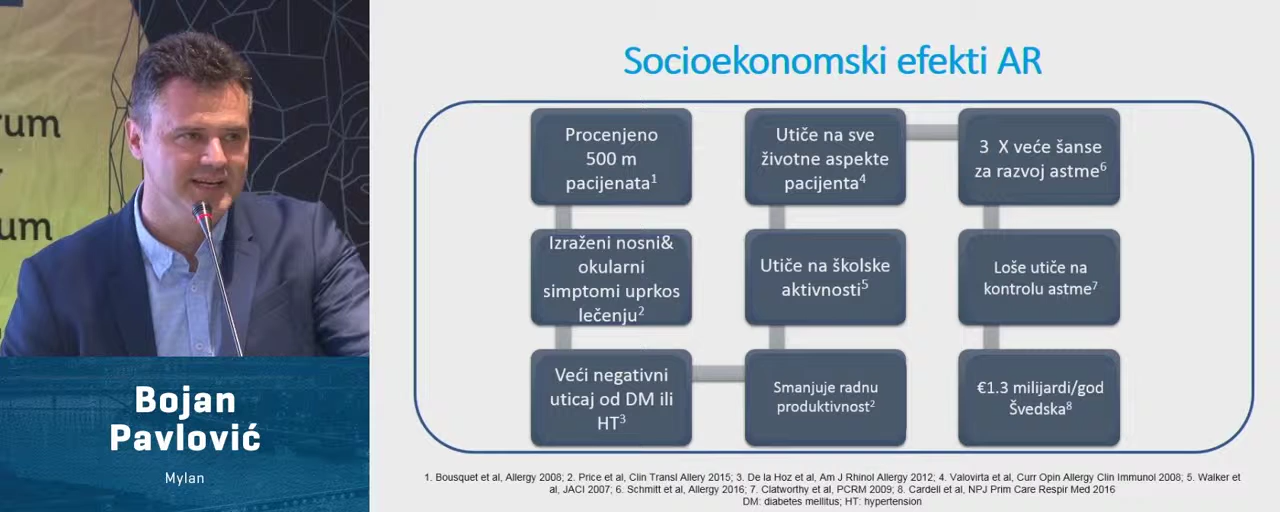 rum
um
Bojan
Pavlović
Mylan
Socioekonomski efekti AR
Procenjeno
500 m
pacijenata1
Izraženi nosni&
okularni
simptomi uprkos
lečenju2
Veći negativni
uticaj od DM ili
HT3
Smanjuje radnu
produktivnost2
Utiče na školske
aktivnosti5
Utiče na sve
životne aspekte
pacijenta4
3 X veće šanse
za razvoj astme6
Loše utiče na
kontrolu astme7
€1.3 milijardi/god
Švedska8
1. Bousquet et al, Allergy 2008; 2. Price et al, Clin Transl Allery 2015; 3. De la Hoz et al, Am J Rhinol Allergy 2012; 4. Valovirta et al, Curr Opin Allergy Clin Immunol 2008; 5. Walker et
al, JACI 2007; 6. Schmitt et al, Allergy 2016; 7. Clatworthy et al, PCRM 2009; 8. Cardell et al, NPJ Prim Care Respir Med 2016
DM: diabetes mellitus; HT: hypertension